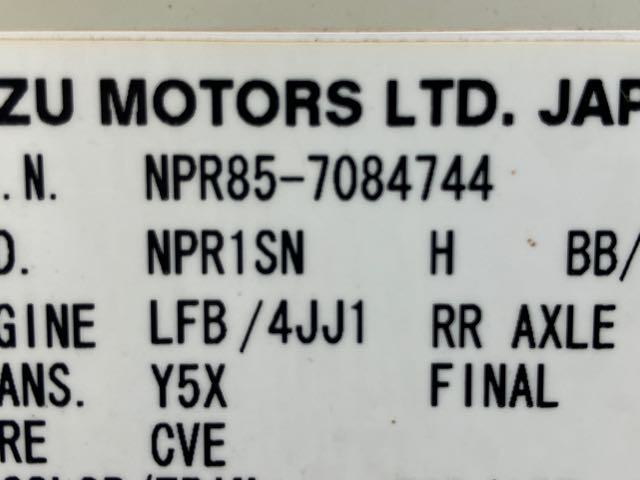 ZU MOTORS LTD. JAP
.N. NPR85-7084744
O. NPR1SN H BB/
GINE LFB/4JJ1 RR AXLE
ANS. Y5X FINAL
RE CVE